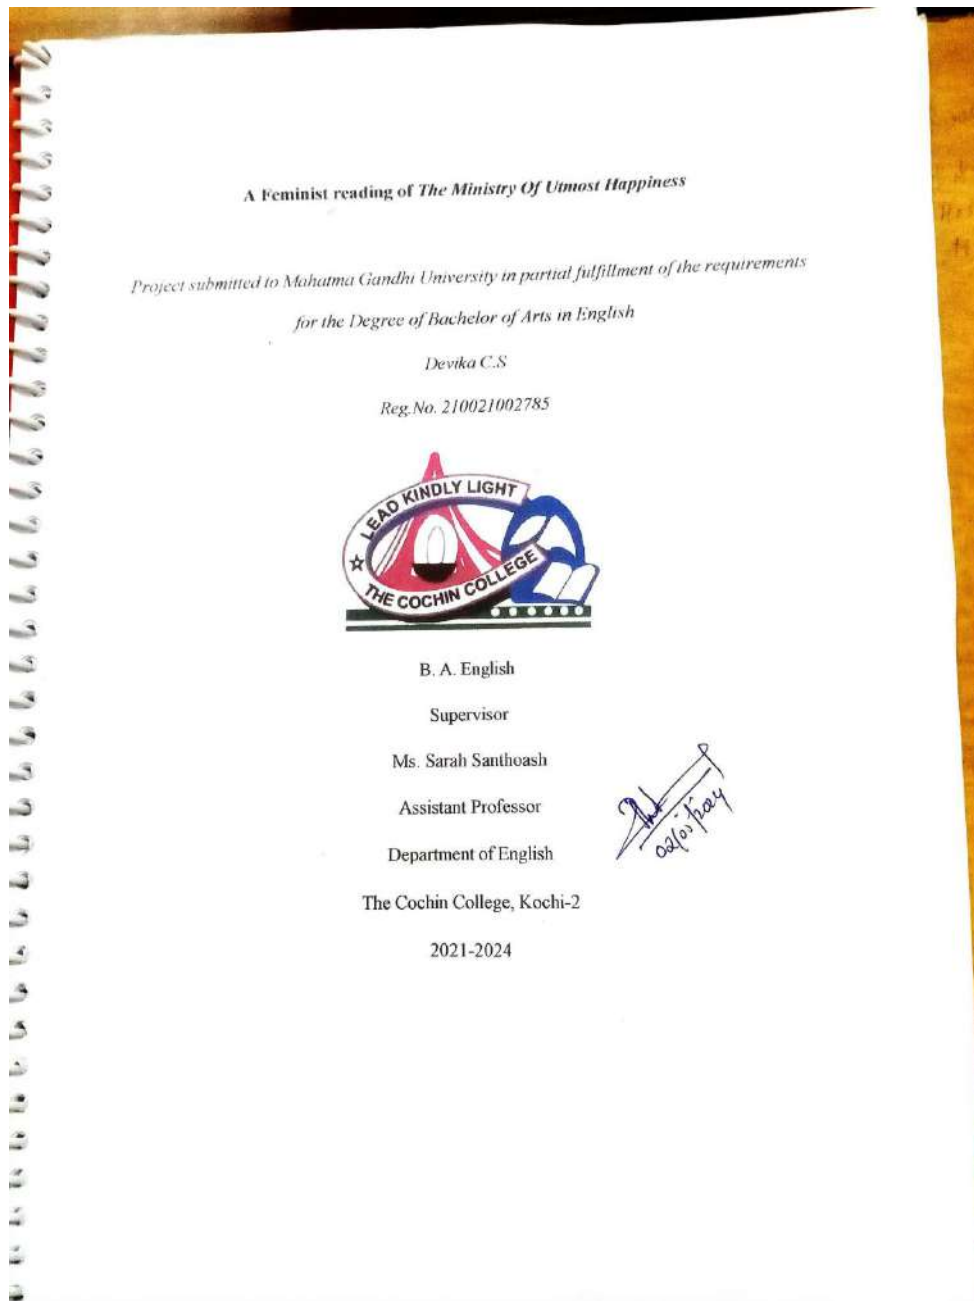 A Feminist reading of The Ministry Of Utmost Happiness
Project submitted to Mahatma Gandhi University in partial fulfillment of the requirements
for the Degree of Bachelor of Arts in English
Devika C.S
Reg.No. 210021002785
LEAD KINDLY LIGHT
THE COCHIN COLLEGE
B. A. English
Supervisor
Ms. Sarah Santhoash
Assistant Professor
Department of English
02/05/2024
The Cochin College, Kochi-2
2021-2024